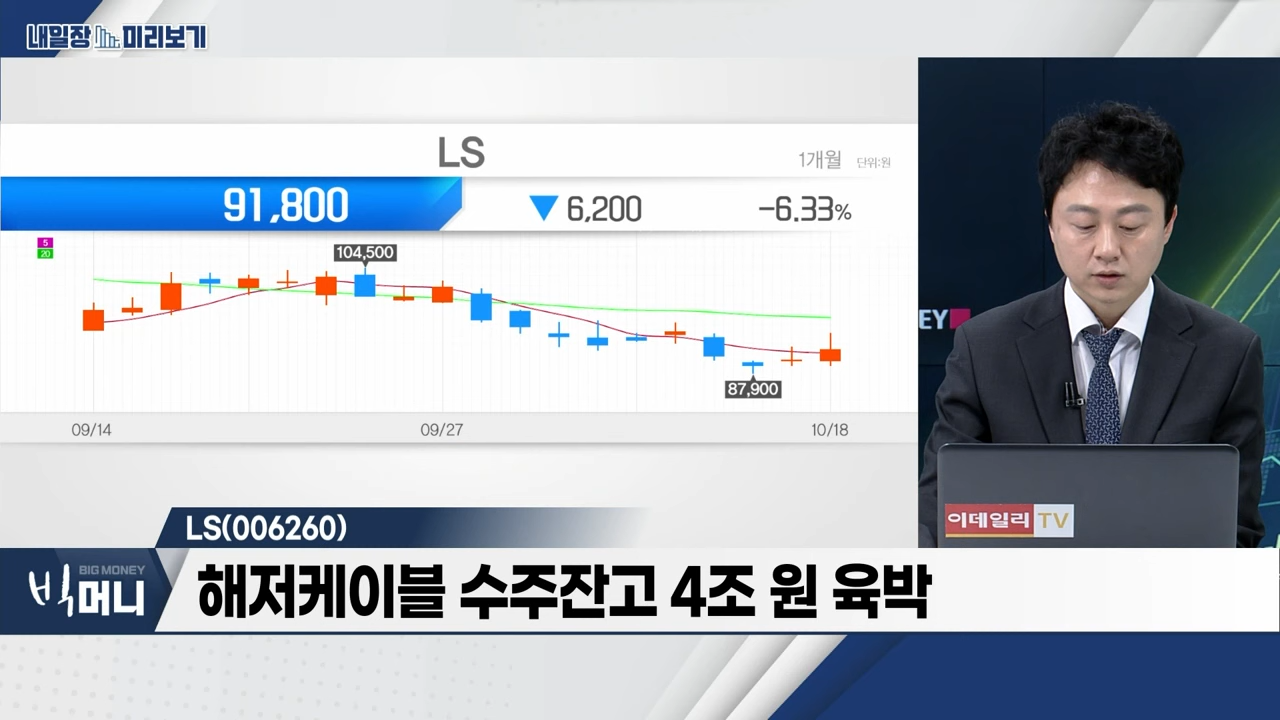 내일장 미리보기
LS
1개월 단위:원
91,800 ▼ 6,200 -6.33%
5
20
104,500
87,900
09/14 09/27 10/18
EY
이데일리 TV
LS(006260)
BIG MONEY
빅머니
해저케이블 수주잔고 4조 원 육박